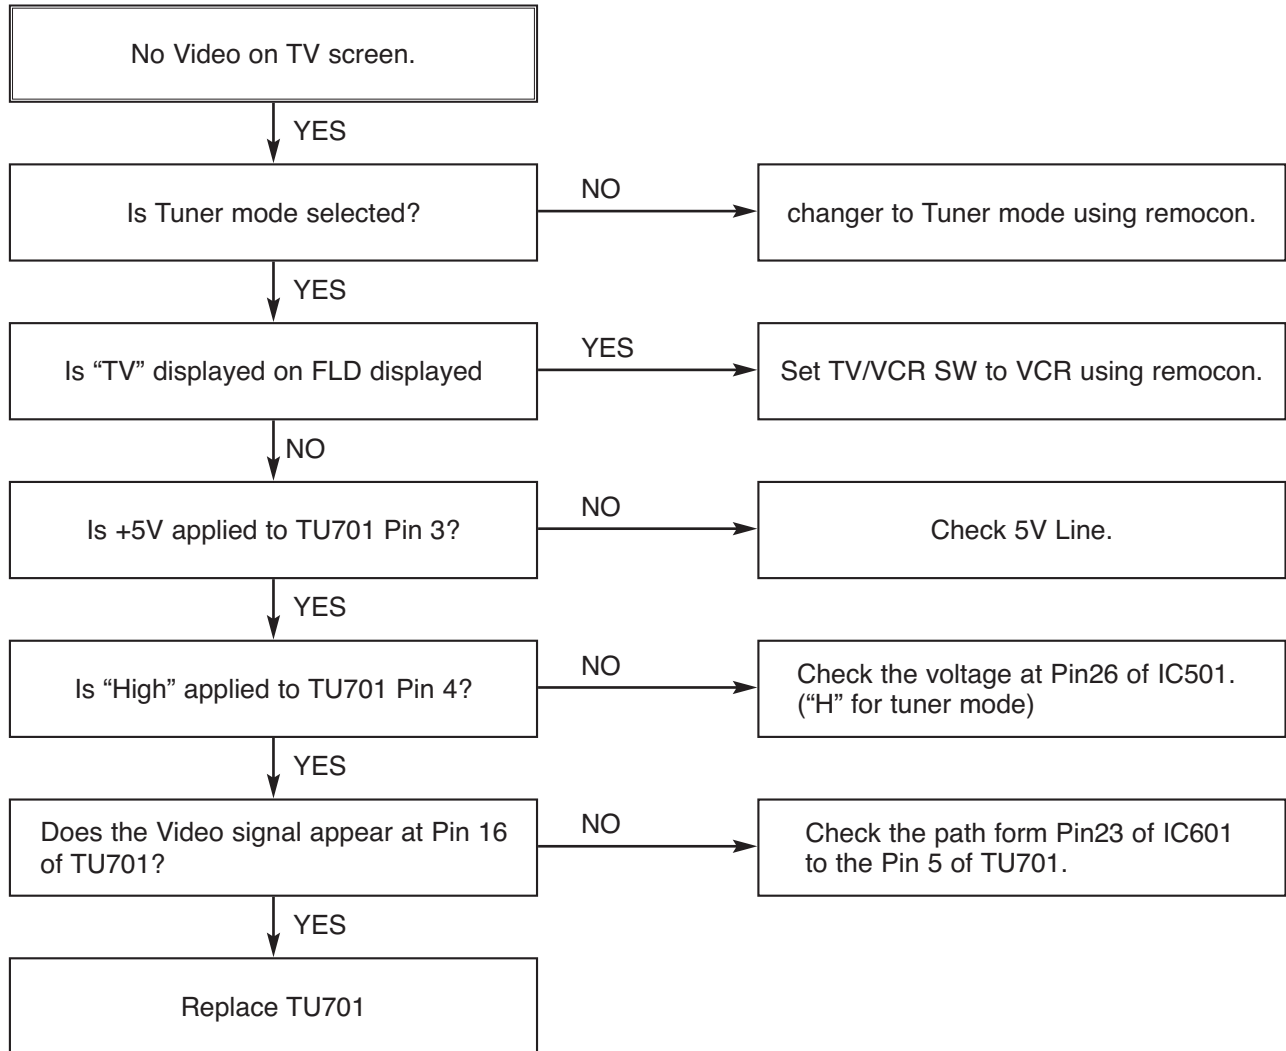 No Video on TV screen.
YES
Is Tuner mode selected?
NO
changer to Tuner mode using remocon.
YES
Is “TV” displayed on FLD displayed
YES
Set TV/VCR SW to VCR using remocon.
NO
Is +5V applied to TU701 Pin 3?
NO
Check 5V Line.
YES
Is “High” applied to TU701 Pin 4?
NO
Check the voltage at Pin26 of IC501.
(“H” for tuner mode)
YES
Does the Video signal appear at Pin 16
of TU701?
NO
Check the path form Pin23 of IC601
to the Pin 5 of TU701.
YES
Replace TU701